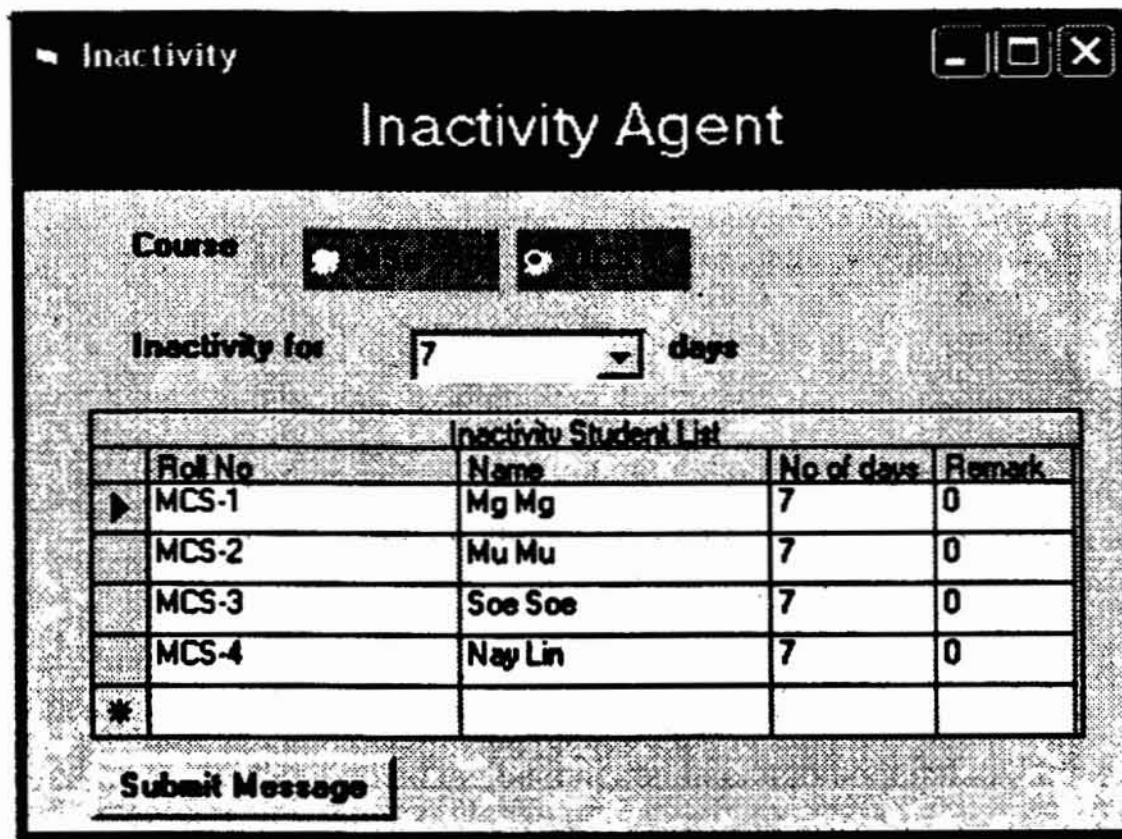 Inactivity
Inactivity Agent
Course
Inactivity for 7 days
Inactivity Student List
Roll No Name No of days Remark
MCS-1 Mg Mg 7 0
MCS-2 Mu Mu 7 0
MCS-3 Soe Soe 7 0
MCS-4 Nay Lin 7 0
Submit Message